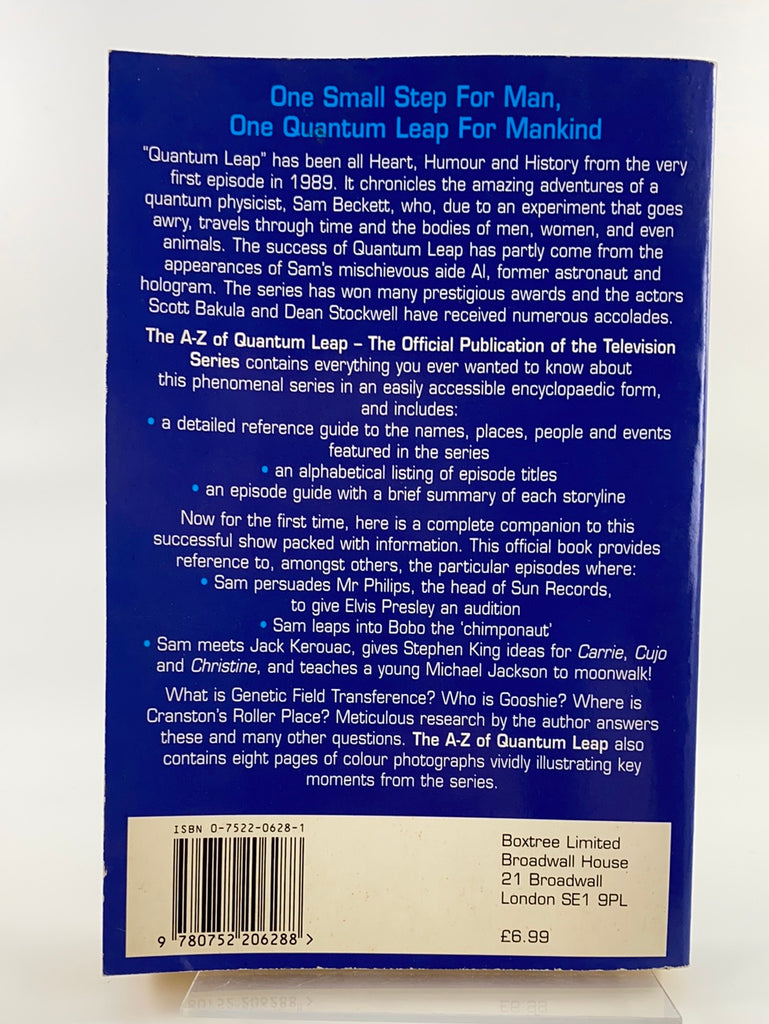 One Small Step For Man,
One Quantum Leap For Mankind
"Quantum Leap" has been all Heart, Humour and History from the very
first episode in 1989. It chronicles the amazing adventures of a
quantum physicist, Sam Beckett, who, due to an experiment that goes
awry, travels through time and the bodies of men, women, and even
animals. The success of Quantum Leap has partly come from the
appearances of Sam's mischievous aide Al, former astronaut and
hologram. The series has won many prestigious awards and the actors
Scott Bakula and Dean Stockwell have received numerous accolades.
The A-Z of Quantum Leap – The Official Publication of the Television
Series contains everything you ever wanted to know about
this phenomenal series in an easily accessible encyclopaedic form,
and includes:
• a detailed reference guide to the names, places, people and events
featured in the series
• an alphabetical listing of episode titles
• an episode guide with a brief summary of each storyline
Now for the first time, here is a complete companion to this
successful show packed with information. This official book provides
reference to, amongst others, the particular episodes where:
• Sam persuades Mr Philips, the head of Sun Records,
to give Elvis Presley an audition
• Sam leaps into Bobo the 'chimponaut'
• Sam meets Jack Kerouac, gives Stephen King ideas for Carrie, Cujo
and Christine, and teaches a young Michael Jackson to moonwalk!
What is Genetic Field Transference? Who is Gooshie? Where is
Cranston's Roller Place? Meticulous research by the author answers
these and many other questions. The A-Z of Quantum Leap also
contains eight pages of colour photographs vividly illustrating key
moments from the series.
ISBN 0-7522-0628-1
9 780752 206288 >
Boxtree Limited
Broadwall House
21 Broadwall
London SE1 9PL
£6.99